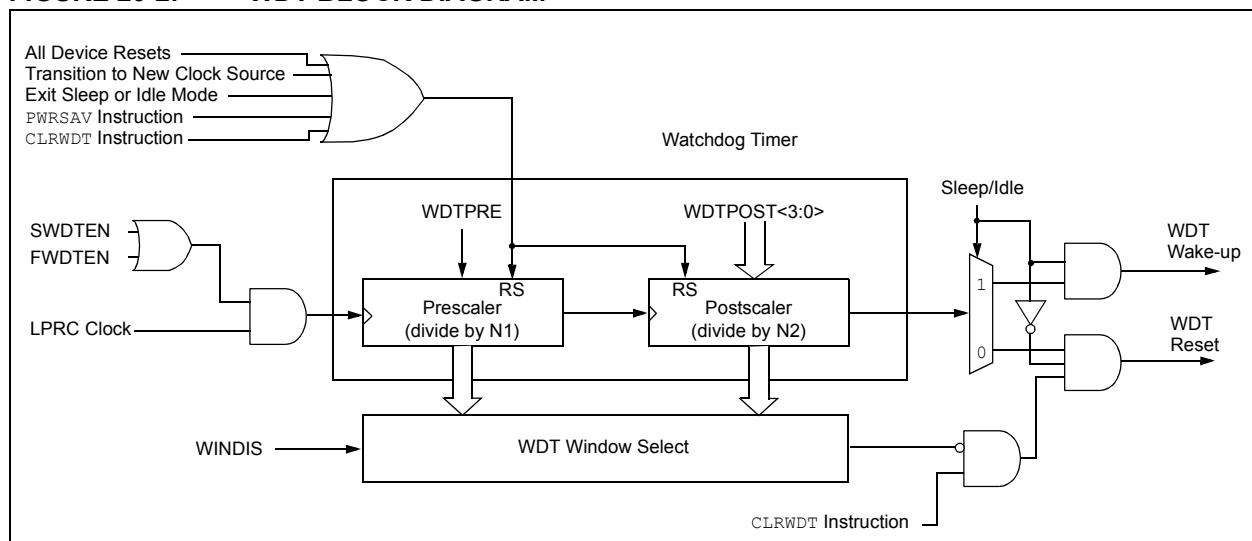 All Device Resets
Transition to New Clock Source
Exit Sleep or Idle Mode
PWRSAV Instruction
CLRWDT Instruction
Watchdog Timer
Sleep/Idle
WDTPRE
WDTPOST<3:0>
SWDTEN
FWDTEN
WDT
Wake-up
RS
RS
1
Prescaler
(divide by N1)
Postscaler
(divide by N2)
LPRC Clock
0
WDT
Reset
WINDIS
WDT Window Select
CLRWDT Instruction